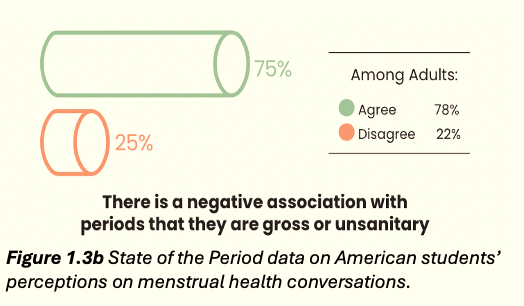 75%
25%
Among Adults:
Agree 78%
Disagree 22%
There is a negative association with
periods that they are gross or unsanitary
Figure 1.3b State of the Period data on American students’
perceptions on menstrual health conversations.